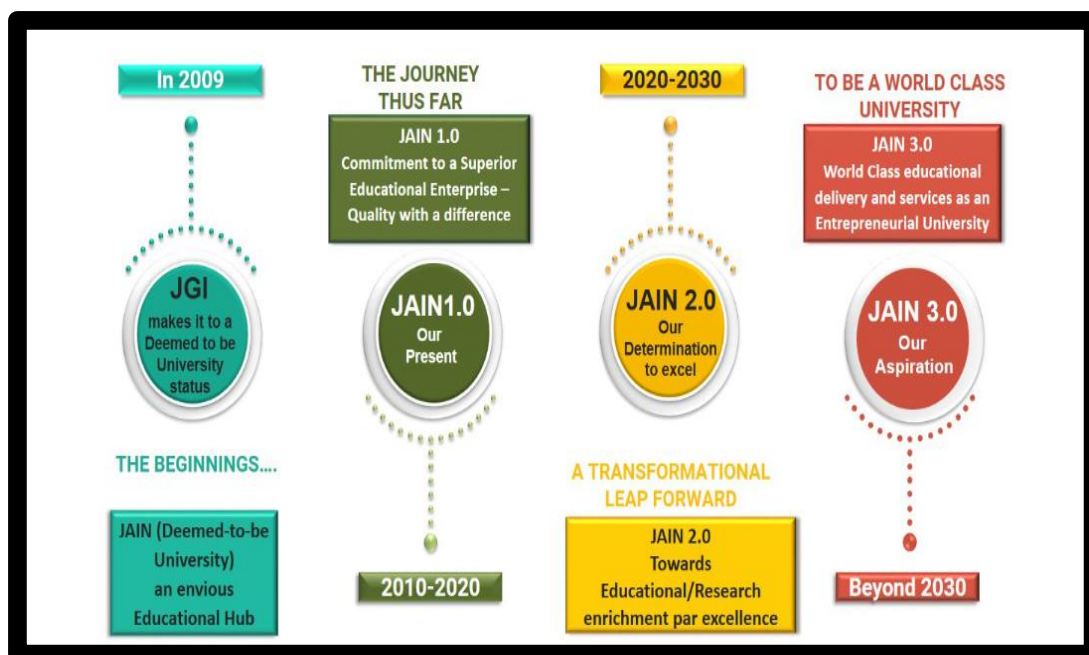 In 2009
JGI
makes it to a
Deemed to be
University
status
THE BEGINNINGS....
JAIN (Deemed-to-be
University)
an envious
Educational Hub
THE JOURNEY
THUS FAR
JAIN 1.0
Commitment to a Superior
Educational Enterprise –
Quality with a difference
JAIN1.0
Our
Present
2010-2020
2020-2030
JAIN 2.0
Our
Determination
to excel
A TRANSFORMATIONAL
LEAP FORWARD
JAIN 2.0
Towards
Educational/Research
enrichment par excellence
TO BE A WORLD CLASS
UNIVERSITY
JAIN 3.0
World Class educational
delivery and services as an
Entrepreneurial University
JAIN 3.0
Our
Aspiration
Beyond 2030